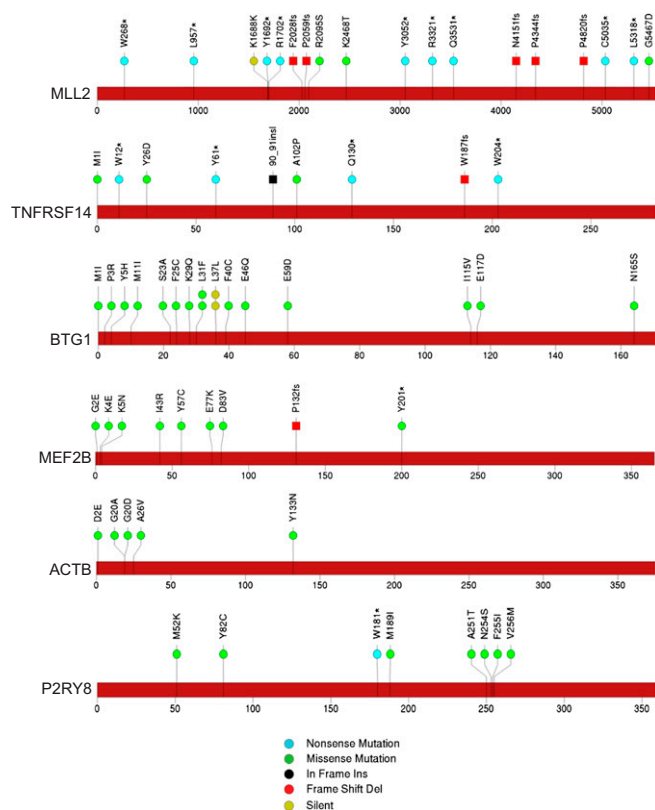 W268* L957* K1688K Y1692* R1702* F2028fs P2059fs R2095S K2468T Y3052* R3321* Q3531* N4151fs P4344fs P4820fs C5035* L5318* G5467D
0 1000 2000 3000 4000 5000
MLL2
M1I W12* Y26D Y61* 90_91insI A102P Q130* W187fs W204*
0 50 100 150 200 250
TNFRSF14
M1I P3R Y5H M11I S23A F25C K29Q L31F L37L F40C E46Q E59D I115V E117D N165S
0 20 40 60 80 100 120 140 160
BTG1
G2E K4E K5N I43R Y57C E77K D83V P132fs Y201*
MEF2B
0 50 100 150 200 250 300 350
D2E G20A G20D A26V Y133N
ACTB
0 50 100 150 200 250 300 350
M52K Y82C W181* M189I A251T N254S F255I V256M
P2RY8
0 50 100 150 200 250 300 350
Nonsense Mutation
Missense Mutation
In Frame Ins
Frame Shift Del
Silent